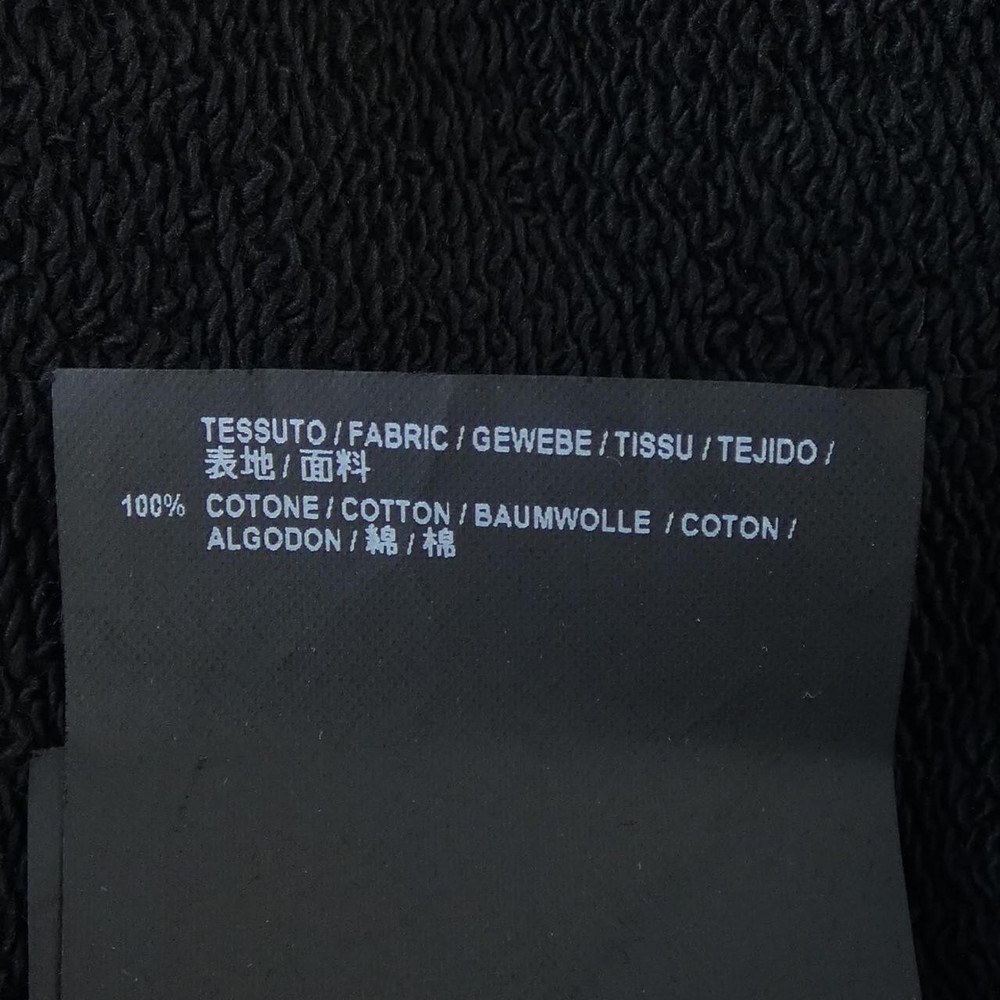 TESSUTO / FABRIC / GEWEBE / TISSU / TEJIDO /
表地 / 面料
100% COTONE / COTTON / BAUMWOLLE / COTON /
ALGODON / 綿 / 棉